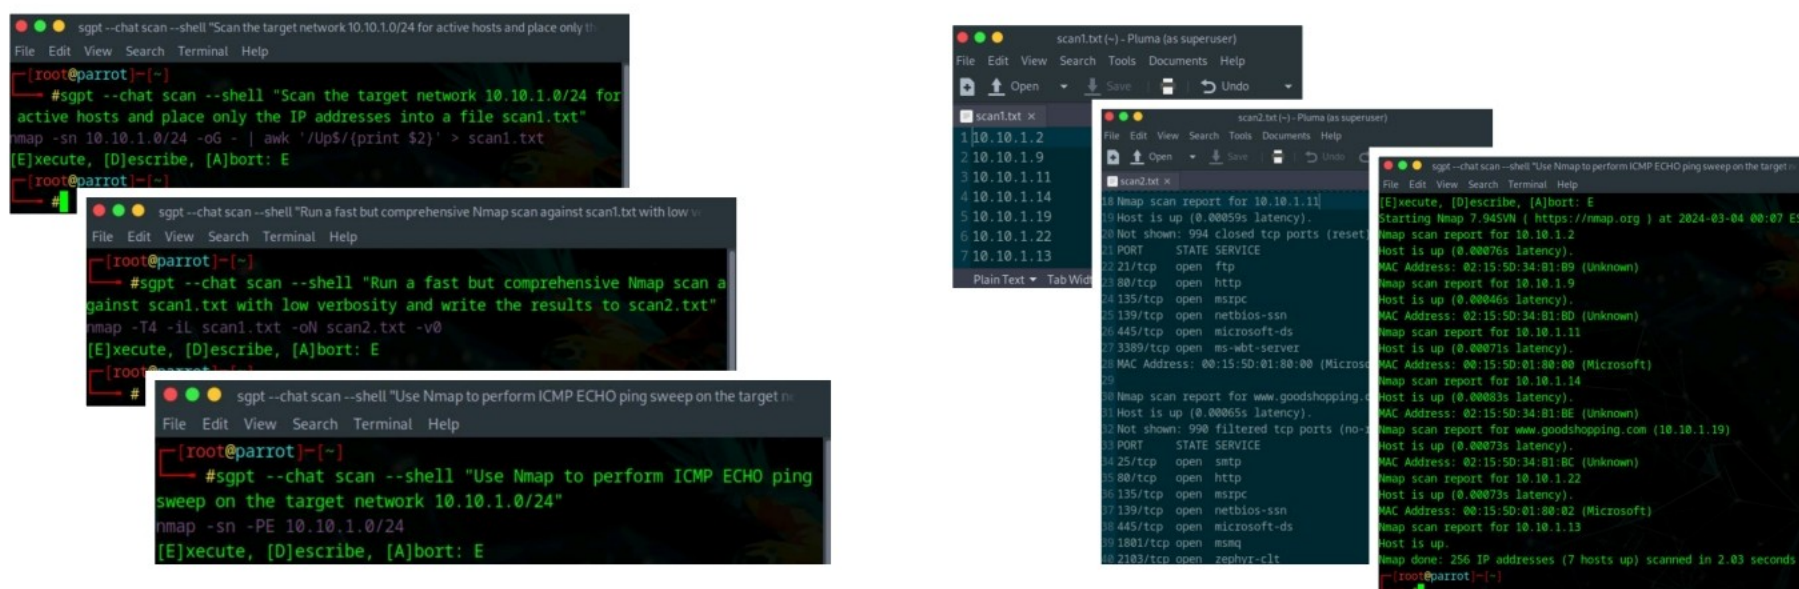 sgpt --chat scan --shell "Scan the target network 10.10.1.0/24 for active hosts and place only
File Edit View Search Terminal Help
[root@parrot]-[~]
#sgpt --chat scan --shell "Scan the target network 10.10.1.0/24 for
active hosts and place only the IP addresses into a file scan1.txt"
nmap -sn 10.10.1.0/24 -oG - | awk '/Up$/{print $2}' > scan1.txt
[E]xecute, [D]escribe, [A]bort: E
[root@parrot]-[~]
#
sgpt --chat scan --shell "Run a fast but comprehensive Nmap scan against scan1.txt with low
File Edit View Search Terminal Help
[root@parrot]-[~]
#sgpt --chat scan --shell "Run a fast but comprehensive Nmap scan a
gainst scan1.txt with low verbosity and write the results to scan2.txt"
nmap -T4 -iL scan1.txt -oN scan2.txt -v0
[E]xecute, [D]escribe, [A]bort: E
#
sgpt --chat scan --shell "Use Nmap to perform ICMP ECHO ping sweep on the target
File Edit View Search Terminal Help
[root@parrot]-[~]
#sgpt --chat scan --shell "Use Nmap to perform ICMP ECHO ping
sweep on the target network 10.10.1.0/24"
nmap -sn -PE 10.10.1.0/24
[E]xecute, [D]escribe, [A]bort: E
scan1.txt (~) - Pluma (as superuser)
File Edit View Search Tools Documents Help
Open Save Undo
scan1.txt ×
1 10.10.1.2
2 10.10.1.9
3 10.10.1.11
4 10.10.1.14
5 10.10.1.19
6 10.10.1.22
7 10.10.1.13
Plain Text Tab
scan2.txt (~) - Pluma (as superuser)
File Edit View Search Tools Documents Help
Open Save Undo
scan2.txt ×
18 Nmap scan report for 10.10.1.11
19 Host is up (0.00059s latency).
20 Not shown: 994 closed tcp ports (reset)
21 PORT STATE SERVICE
22 21/tcp open ftp
23 80/tcp open http
24 135/tcp open msrpc
25 139/tcp open netbios-ssn
26 445/tcp open microsoft-ds
27 3389/tcp open ms-wbt-server
28 MAC Address: 00:15:5D:01:80:00 (Microso
29
30 Nmap scan report for www.goodshopping.
31 Host is up (0.00065s latency).
32 Not shown: 990 filtered tcp ports (no-
33 PORT STATE SERVICE
34 25/tcp open smtp
35 80/tcp open http
36 135/tcp open msrpc
37 139/tcp open netbios-ssn
38 445/tcp open microsoft-ds
39 1801/tcp open msmq
40 2103/tcp open zephyr-clt
sgpt --chat scan --shell "Use Nmap to perform ICMP ECHO ping sweep on the target
File Edit View Search Terminal Help
[E]xecute, [D]escribe, [A]bort: E
Starting Nmap 7.94SVN ( https://nmap.org ) at 2024-03-04 00:07 ES
Nmap scan report for 10.10.1.2
Host is up (0.00076s latency).
MAC Address: 02:15:5D:34:B1:B9 (Unknown)
Nmap scan report for 10.10.1.9
Host is up (0.00046s latency).
MAC Address: 02:15:5D:34:B1:BD (Unknown)
Nmap scan report for 10.10.1.11
Host is up (0.00071s latency).
MAC Address: 00:15:5D:01:80:00 (Microsoft)
Nmap scan report for 10.10.1.14
Host is up (0.00083s latency).
MAC Address: 02:15:5D:34:B1:BE (Unknown)
Nmap scan report for www.goodshopping.com (10.10.1.19)
Host is up (0.00073s latency).
MAC Address: 02:15:5D:34:B1:BC (Unknown)
Nmap scan report for 10.10.1.22
Host is up (0.00073s latency).
MAC Address: 00:15:5D:01:80:02 (Microsoft)
Nmap scan report for 10.10.1.13
Host is up.
Nmap done: 256 IP addresses (7 hosts up) scanned in 2.03 seconds
[root@parrot]-[~]